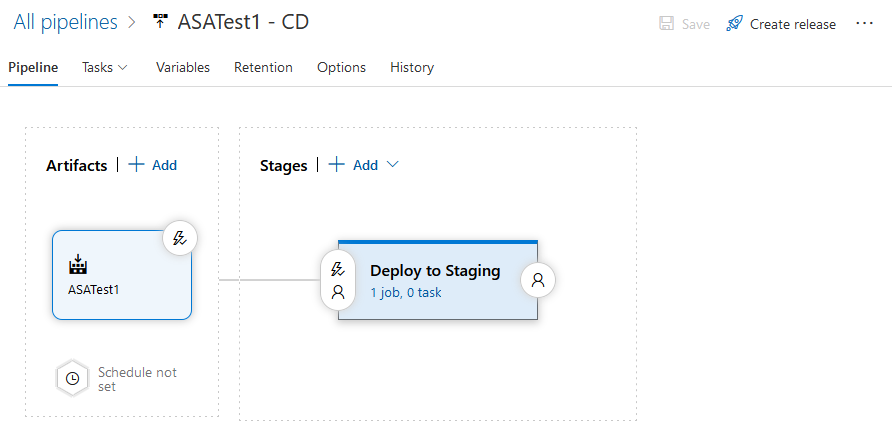 All pipelines > ASATest1 - CD
Save Create release ...
Pipeline Tasks Variables Retention Options History
Artifacts | + Add
Stages | + Add
ASATest1
Deploy to Staging
1 job, 0 task
Schedule not
set